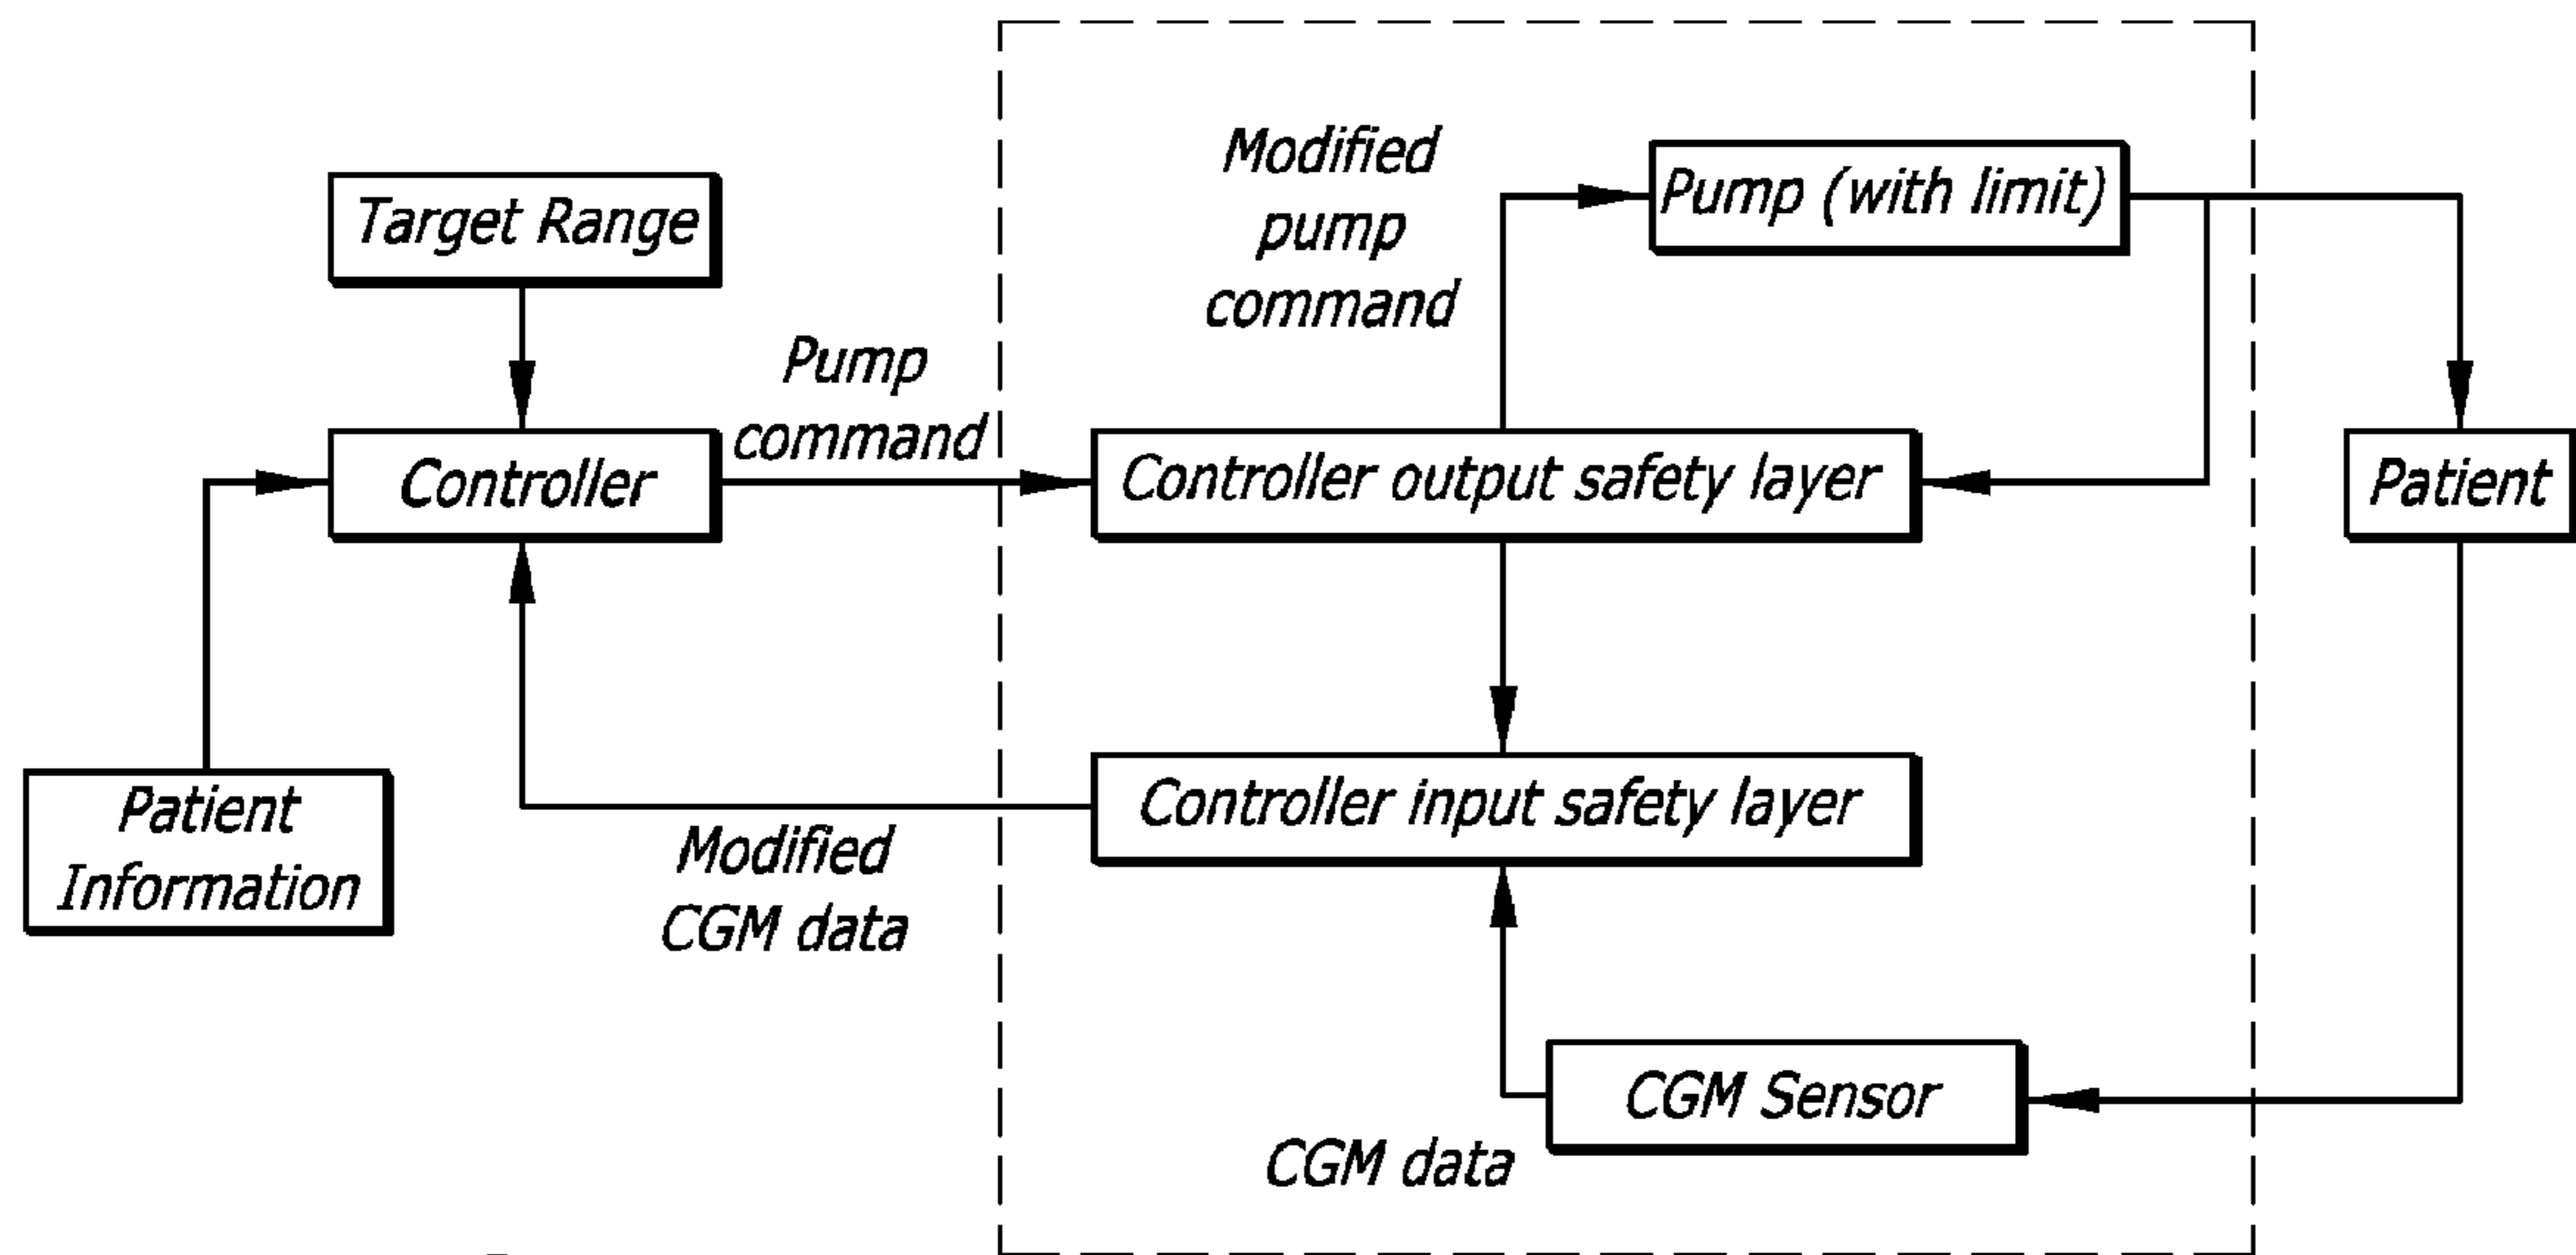 Target Range
Controller
Patient
Information
Pump
command
Modified
CGM data
Modified
pump
command
Pump (with limit)
Controller output safety layer
Controller input safety layer
CGM Sensor
CGM data
Patient